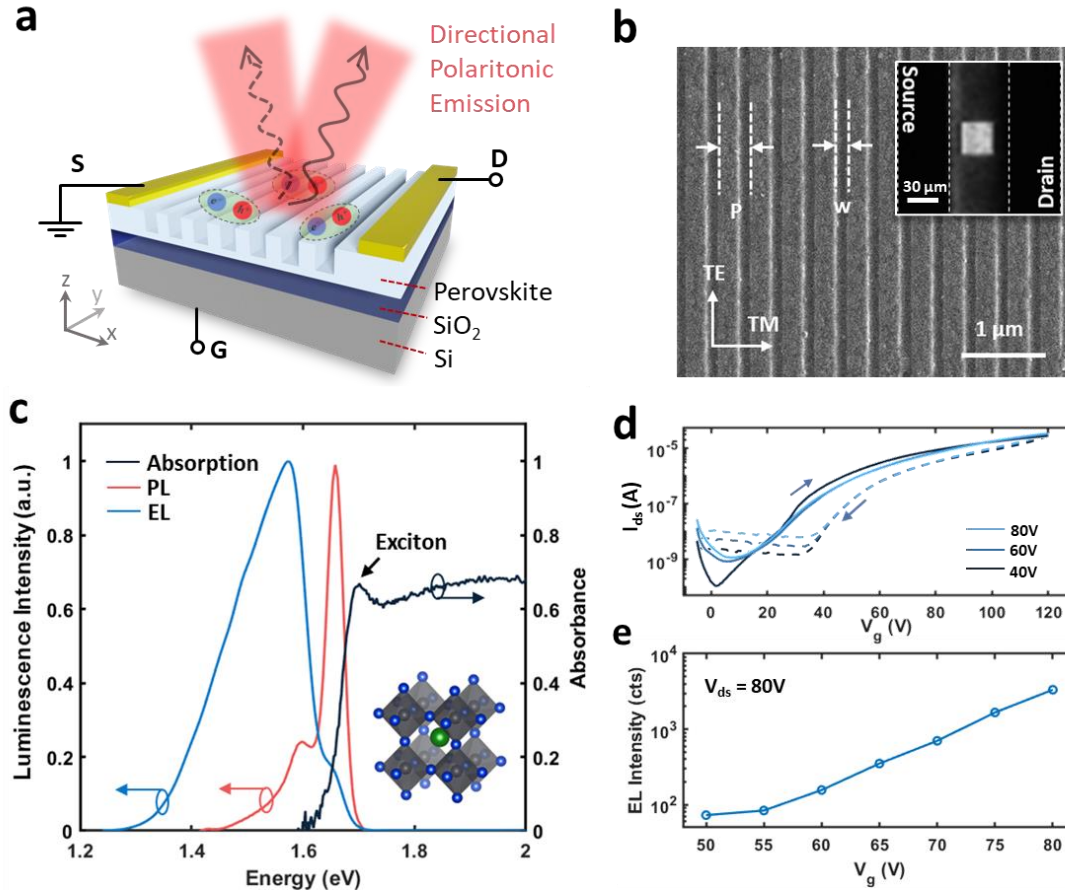 a
Directional
Polaritonic
Emission
S
D
e⁻
h⁺
z
y
x
G
Perovskite
SiO₂
Si
b
Source
Drain
30 µm
P
w
TE
TM
1 µm
c
Luminescence Intensity (a.u.)
1
0.8
0.6
0.4
0.2
0
Absorption
PL
EL
Exciton
1
0.8
0.6
0.4
0.2
0
Absorbance
1.2 1.4 1.6 1.8 2
Energy (eV)
d
Ids(A)
10⁻⁵
10⁻⁷
10⁻⁹
80V
60V
40V
0 20 40 60 80 100 120
Vg (V)
e
EL Intensity (cts)
10⁴
10³
10²
Vds = 80V
50 55 60 65 70 75 80
Vg (V)